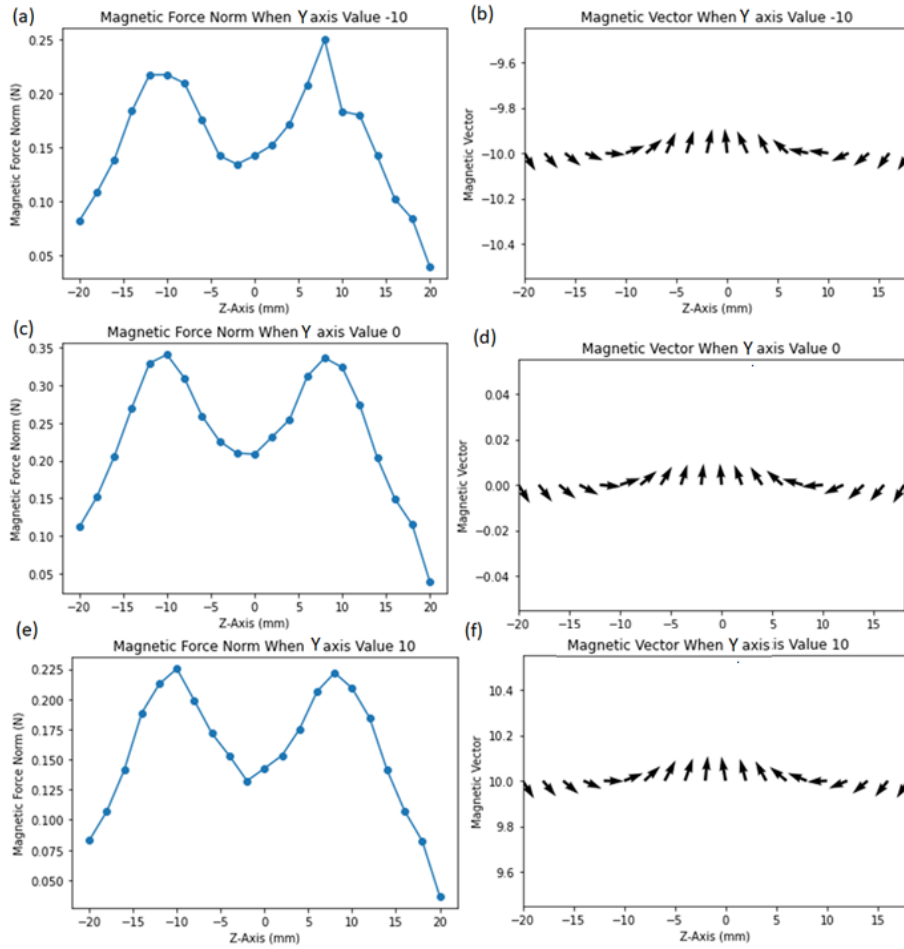 (a)
Magnetic Force Norm When Y axis Value -10
0.25
0.20
0.15
0.10
0.05
Magnetic Force Norm (N)
−20 −15 −10 −5 0 5 10 15 20
Z-Axis (mm)
(b)
Magnetic Vector When Y axis Value -10
−9.6
−9.8
−10.0
−10.2
−10.4
Magnetic Vector
−20 −15 −10 −5 0 5 10 15
Z-Axis (mm)
(c)
Magnetic Force Norm When Y axis Value 0
0.35
0.30
0.25
0.20
0.15
0.10
0.05
Magnetic Force Norm (N)
−20 −15 −10 −5 0 5 10 15 20
Z-Axis (mm)
(d)
Magnetic Vector When Y axis Value 0
0.04
0.02
0.00
−0.02
−0.04
Magnetic Vector
−20 −15 −10 −5 0 5 10 15
Z-Axis (mm)
(e)
Magnetic Force Norm When Y axis Value 10
0.225
0.200
0.175
0.150
0.125
0.100
0.075
0.050
Magnetic Force Norm (N)
−20 −15 −10 −5 0 5 10 15 20
Z-Axis (mm)
(f)
Magnetic Vector When Y axis is Value 10
10.4
10.2
10.0
9.8
9.6
Magnetic Vector
−20 −15 −10 −5 0 5 10 15
Z-Axis (mm)